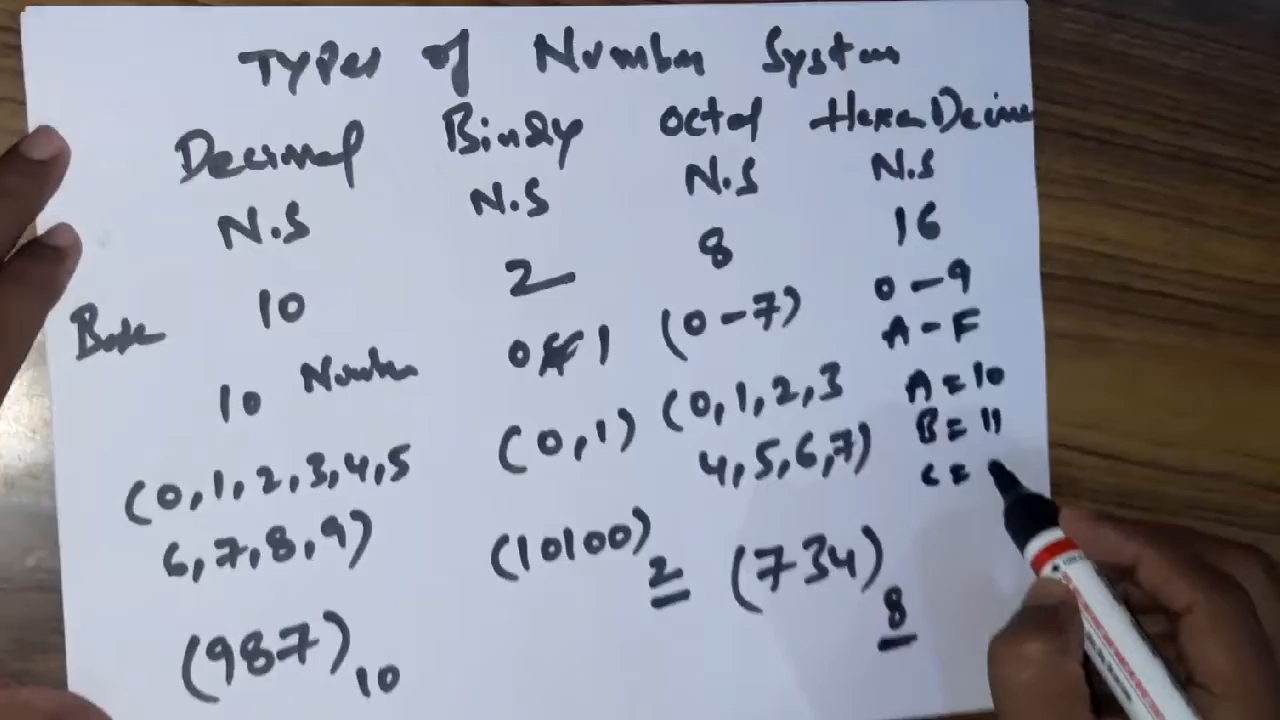 Types of Number System
Decimal Binary Octal HexaDecima
N.S N.S N.S N.S
Base 10 2 8 16
10 Number 0 1 (0-7) 0-9
A-F
(0,1,2,3,4,5 (0,1) (0,1,2,3 A=10
6,7,8,9) 4,5,6,7) B=11
C=
(987)10 (10100)2 (734)8